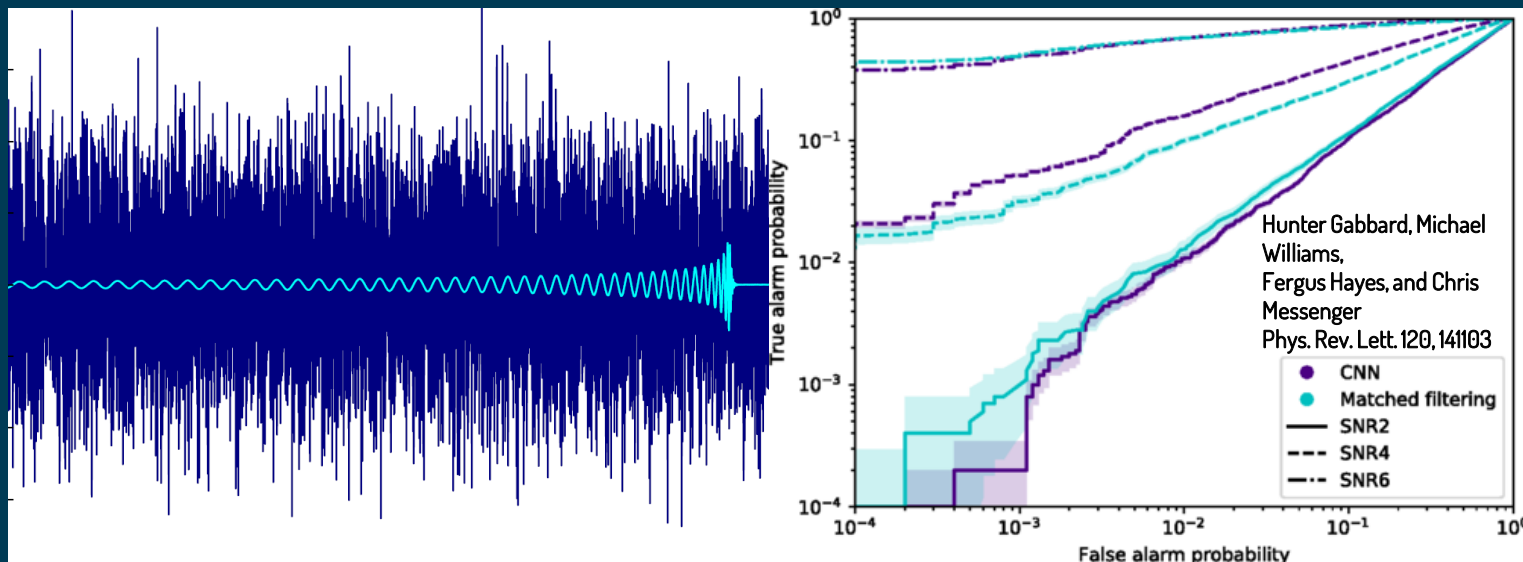 10⁰
10⁻¹
10⁻²
10⁻³
10⁻⁴
True alarm probability
Hunter Gabbard, Michael
Williams,
Fergus Hayes, and Chris
Messenger
Phys. Rev. Lett. 120, 141103
CNN
Matched filtering
SNR2
SNR4
SNR6
10⁻⁴ 10⁻³ 10⁻² 10⁻¹ 10⁰
False alarm probability